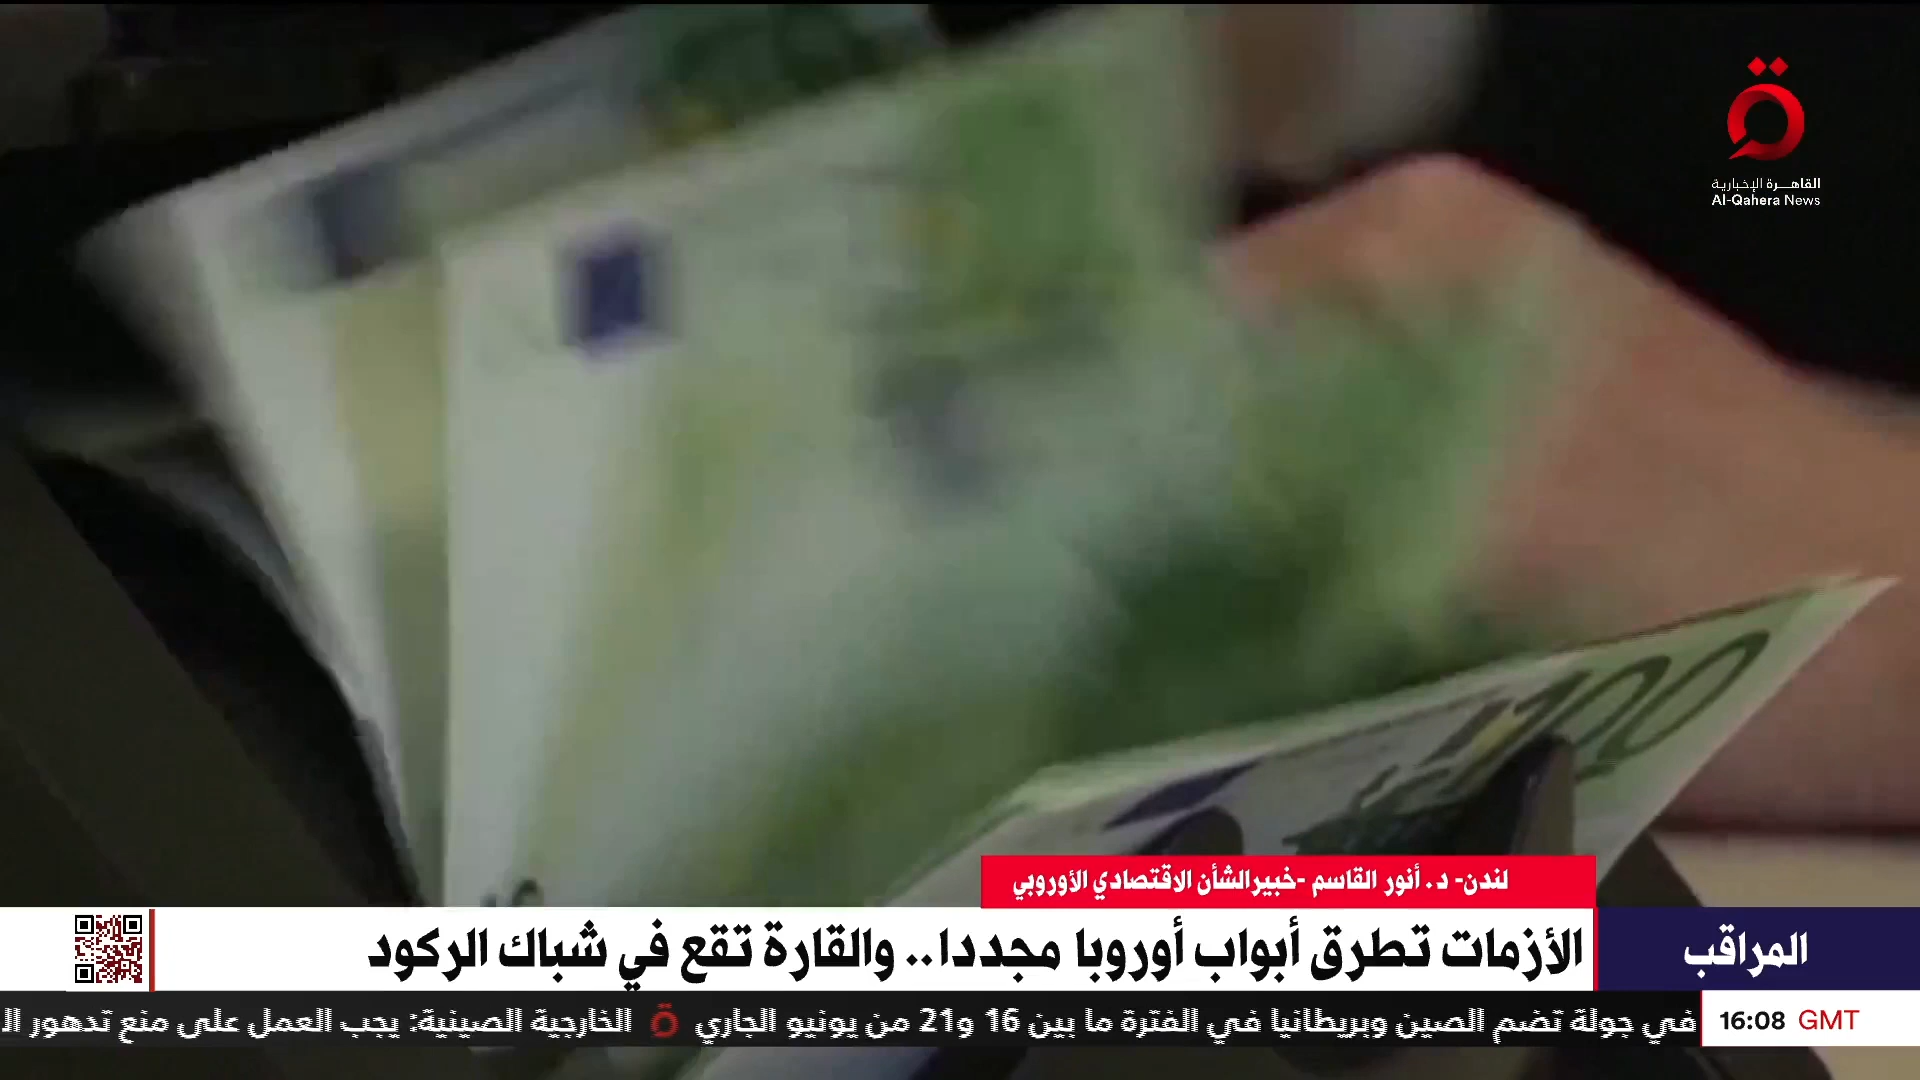 القاهـرة الإخبارية
Al-Qahera News
100
لندن- د. أنور القاسم -خبيرالشأن الاقتصادي الأوروبي
المراقب
الأزمات تطرق أبواب أوروبا مجددا.. والقارة تقع في شباك الركود
16:08 GMT
في جولة تضم الصين وبريطانيا في الفترة ما بين 16 و21 من يونيو الجاري الخارجية الصينية: يجب العمل على منع تدهور الـ